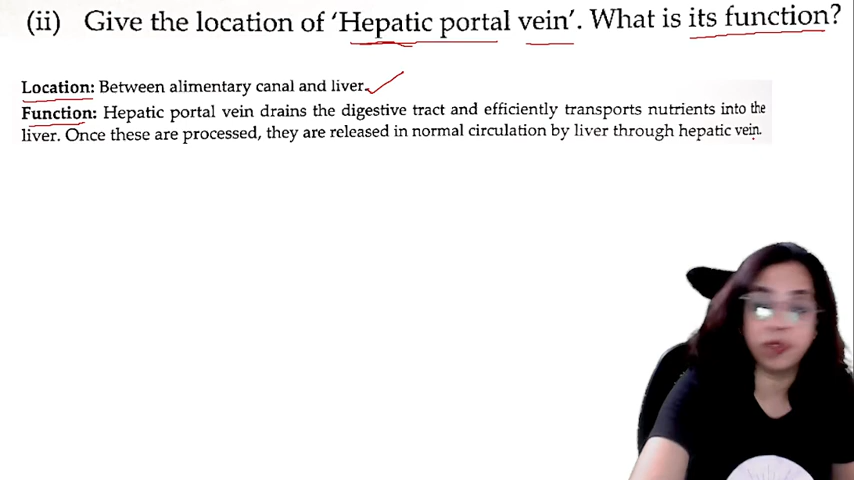 (ii) Give the location of 'Hepatic portal vein'. What is its function?
Location: Between alimentary canal and liver.
Function: Hepatic portal vein drains the digestive tract and efficiently transports nutrients into the
liver. Once these are processed, they are released in normal circulation by liver through hepatic vein.